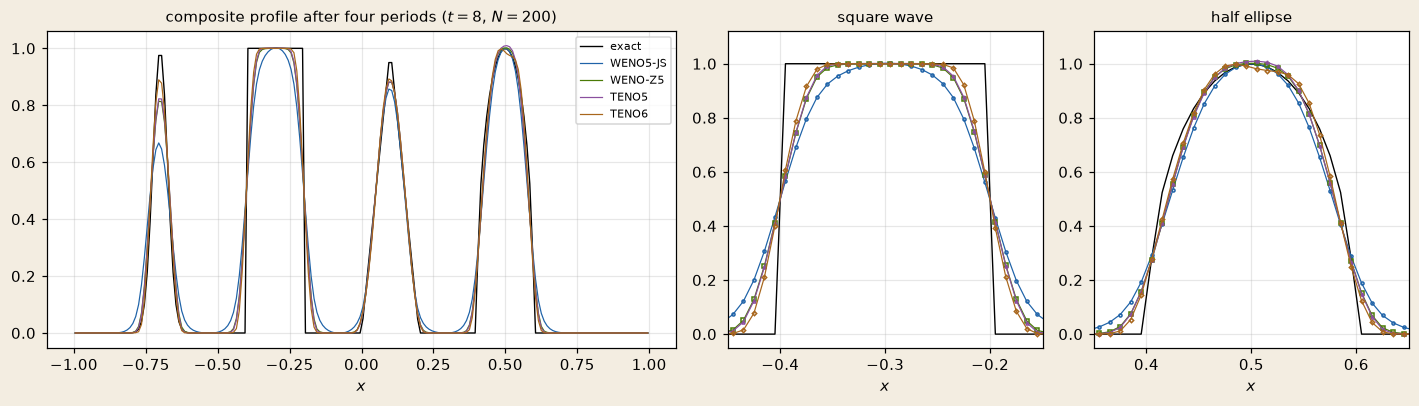 composite profile after four periods (t = 8, N = 200)
1.0
0.8
0.6
0.4
0.2
0.0
exact
WENO5-JS
WENO-Z5
TENO5
TENO6
−1.00 −0.75 −0.50 −0.25 0.00 0.25 0.50 0.75 1.00
x
square wave
1.0
0.8
0.6
0.4
0.2
0.0
−0.4 −0.3 −0.2
x
half ellipse
1.0
0.8
0.6
0.4
0.2
0.0
0.4 0.5 0.6
x